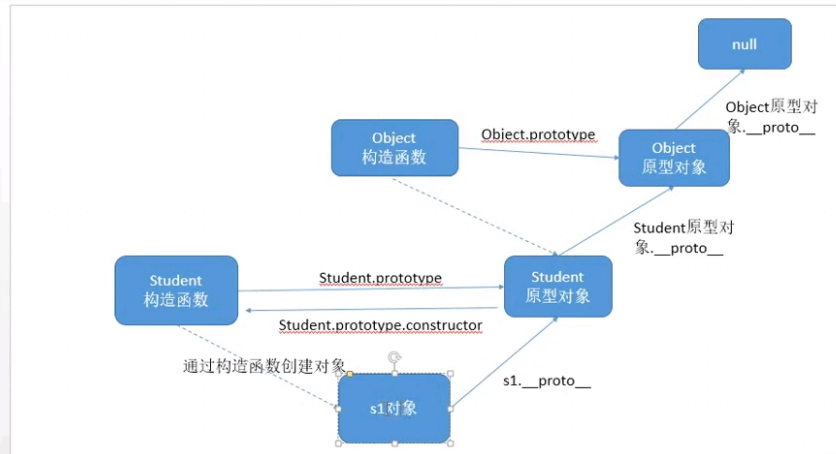 null
Object原型对
象.__proto__
Object
构造函数
Object.prototype
Object
原型对象
Student原型对
象.__proto__
Student
构造函数
Student.prototype
Student
原型对象
Student.prototype.constructor
通过构造函数创建对象
s1.__proto__
s1对象